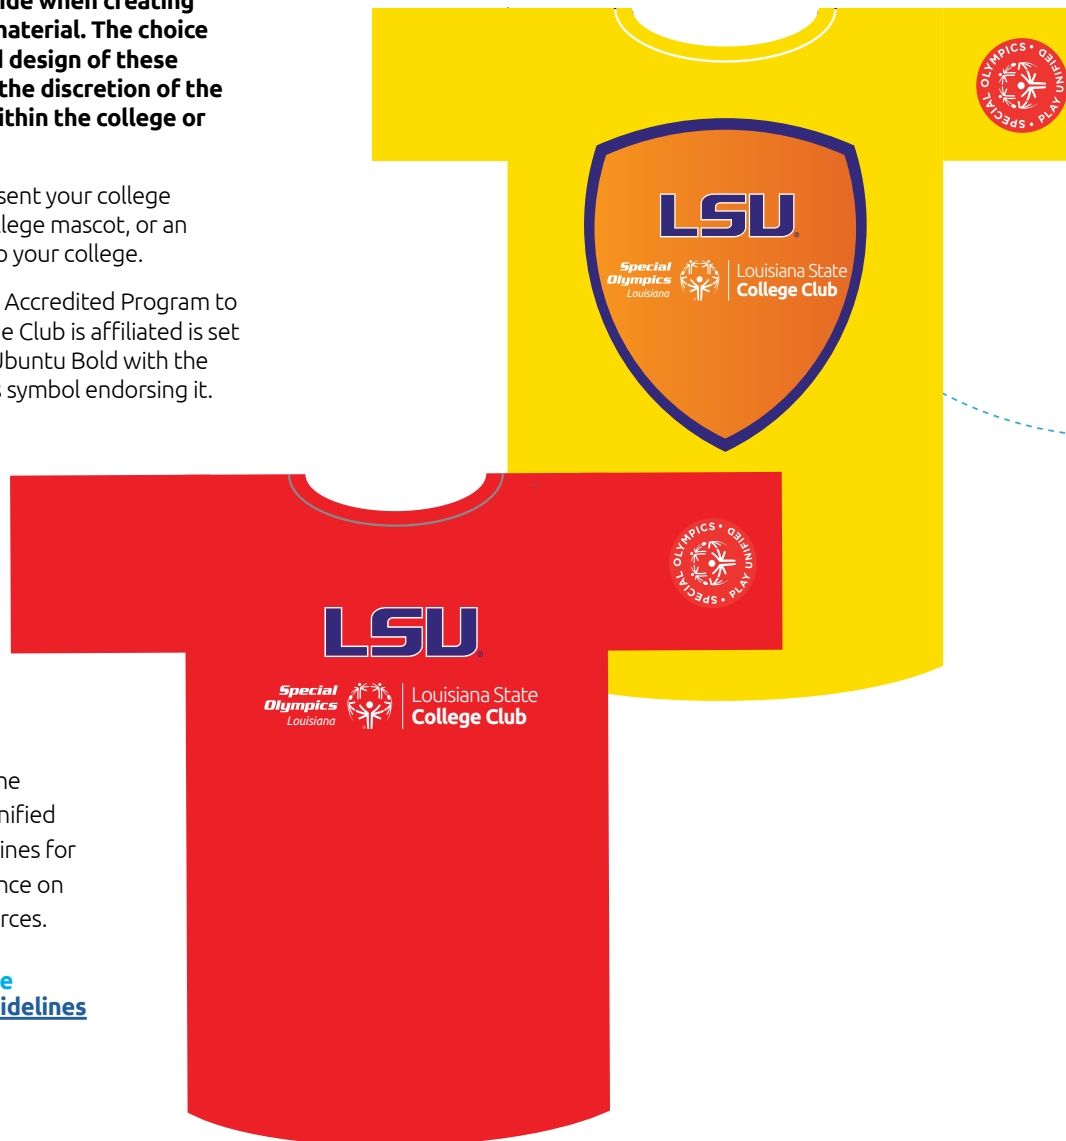 ide when creating
material. The choice
design of these
the discretion of the
ithin the college or
sent your college
llege mascot, or an
o your college.
Accredited Program to
e Club is affiliated is set
Ubuntu Bold with the
s symbol endorsing it.
SPECIAL OLYMPICS • PLAY UNIFIED •
LSU
Special
Olympics
Louisiana
Louisiana State
College Club
SPECIAL OLYMPICS • PLAY UNIFIED •
LSU®
Special
Olympics
Louisiana
Louisiana State
College Club
he
nified
lines for
nce on
rces.
e
idelines